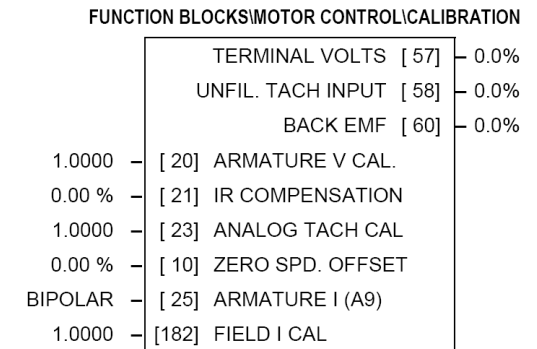 FUNCTION BLOCKS\MOTOR CONTROL\CALIBRATION
TERMINAL VOLTS [ 57] – 0.0%
UNFIL. TACH INPUT [ 58] – 0.0%
BACK EMF [ 60] – 0.0%
1.0000 – [ 20] ARMATURE V CAL.
0.00 % – [ 21] IR COMPENSATION
1.0000 – [ 23] ANALOG TACH CAL
0.00 % – [ 10] ZERO SPD. OFFSET
BIPOLAR – [ 25] ARMATURE I (A9)
1.0000 – [182] FIELD I CAL